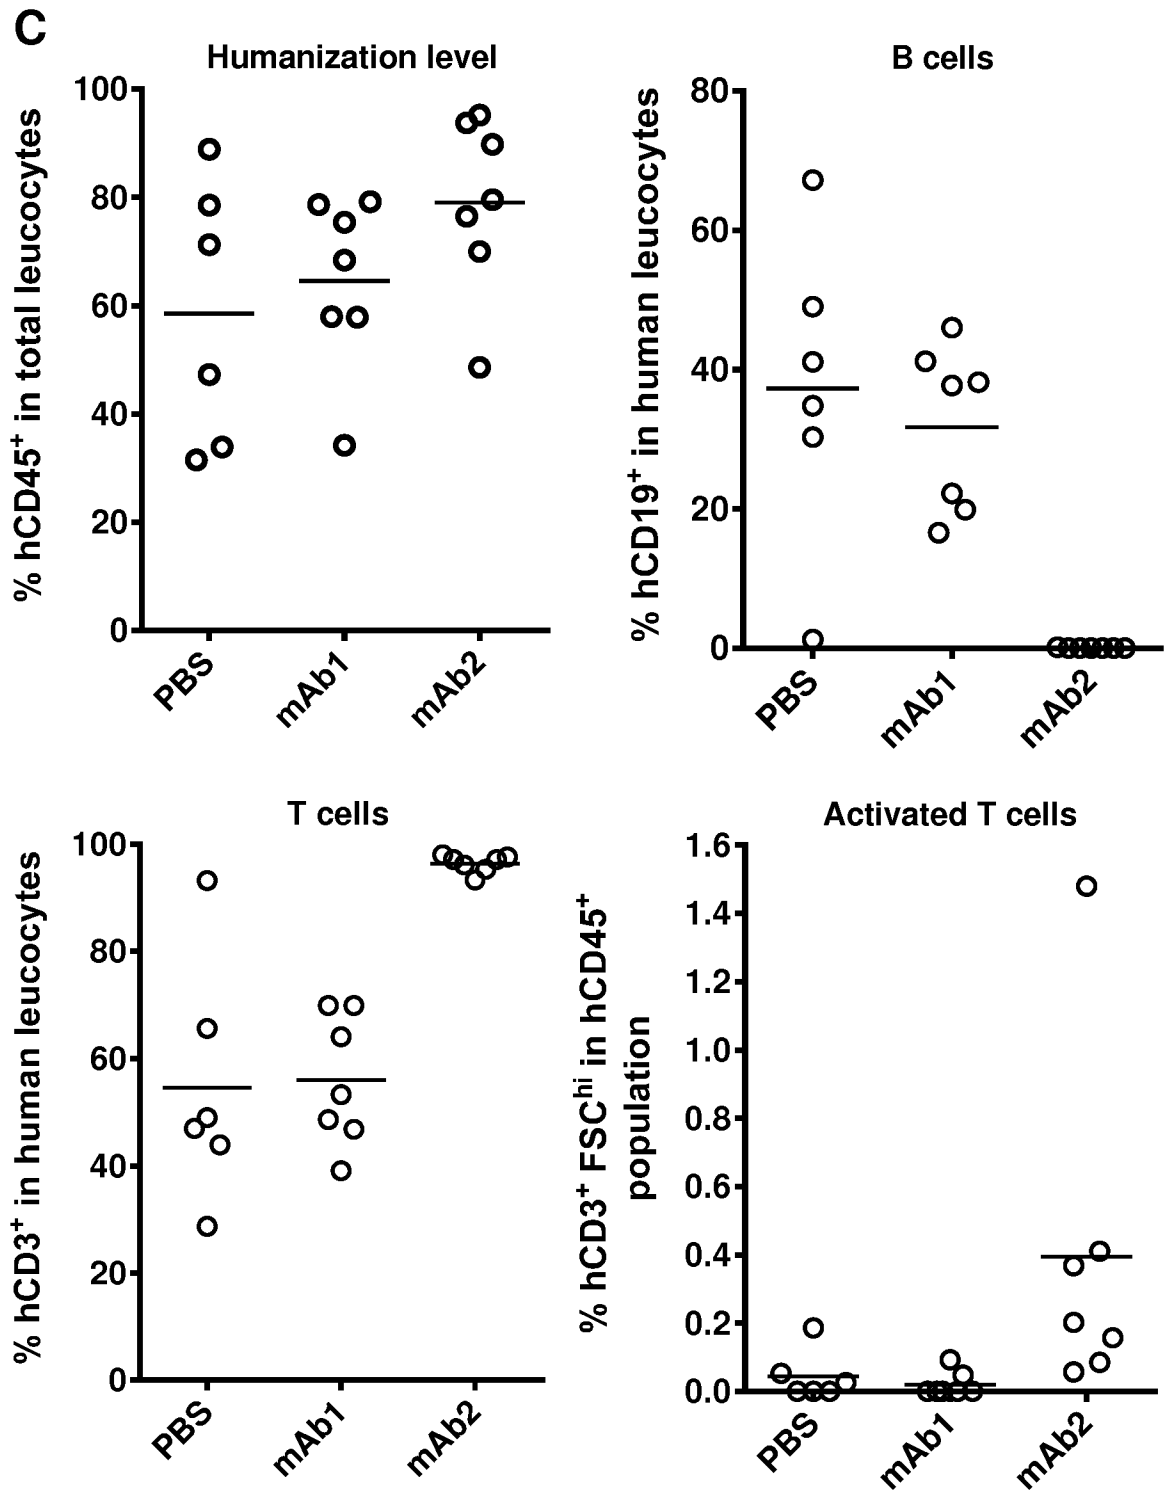 C
Humanization level
% hCD45⁺ in total leucocytes
100
80
60
40
20
0
PBS
mAb1
mAb2
B cells
% hCD19⁺ in human leucocytes
80
60
40
20
0
PBS
mAb1
mAb2
T cells
% hCD3⁺ in human leucocytes
100
80
60
40
20
0
PBS
mAb1
mAb2
Activated T cells
% hCD3⁺ FSCʰⁱ in hCD45⁺
population
1.6
1.4
1.2
1.0
0.8
0.6
0.4
0.2
0.0
PBS
mAb1
mAb2